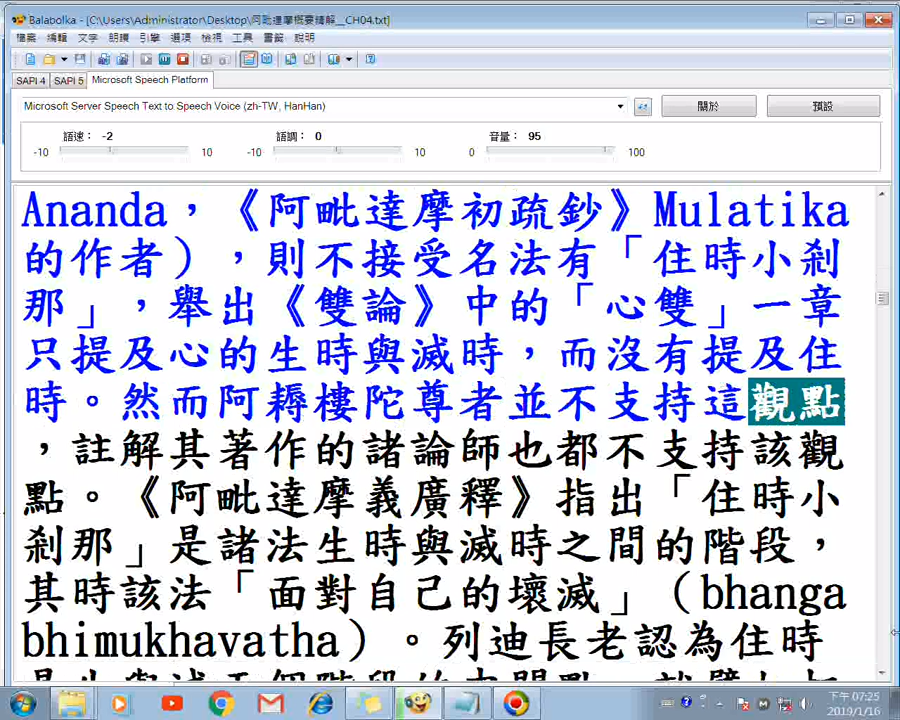 Balabolka - [C:\Users\Administrator\Desktop\阿毗達摩概要精解__CH04.txt]
檔案 編輯 文字 朗讀 引擎 選項 檢視 工具 書籤 說明
SAPI 4 SAPI 5 Microsoft Speech Platform
Microsoft Server Speech Text to Speech Voice (zh-TW, HanHan) 關於 預設
語速： -2 語調： 0 音量： 95
-10 10 -10 10 0 100
Ananda，《阿毗達摩初疏鈔》Mulatika
的作者），則不接受名法有「住時小剎
那」，舉出《雙論》中的「心雙」一章
只提及心的生時與滅時，而沒有提及住
時。然而阿耨樓陀尊者並不支持這觀點
，註解其著作的諸論師也都不支持該觀
點。《阿毗達摩義廣釋》指出「住時小
剎那」是諸法生時與滅時之間的階段，
其時該法「面對自己的壞滅」（bhanga
bhimukhavatha）。列迪長老認為住時
下午 07:25
2019/1/16